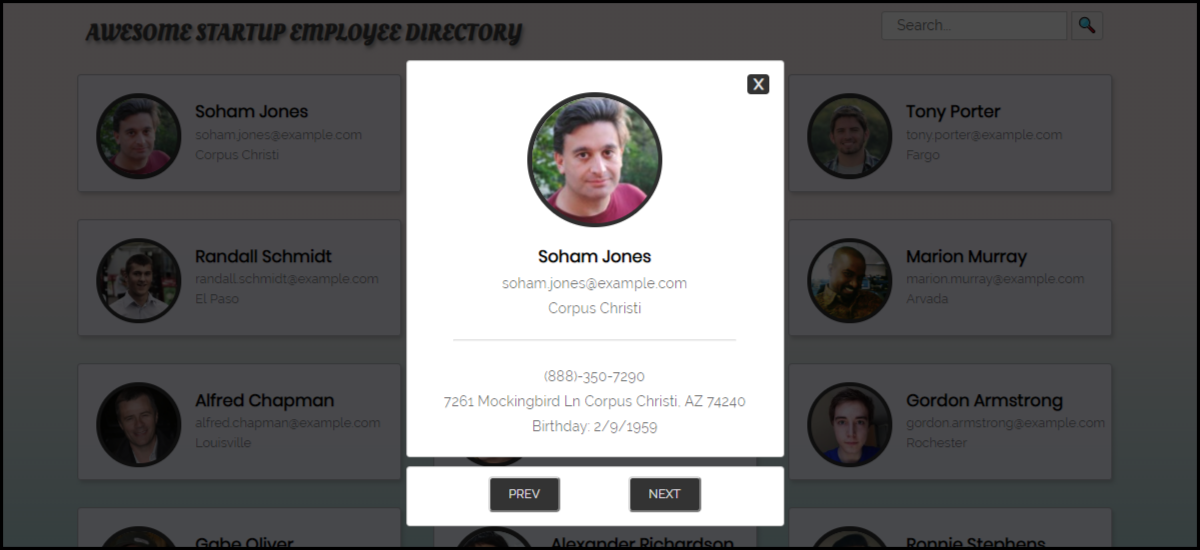 AWESOME STARTUP EMPLOYEE DIRECTORY
Search...
X
Soham Jones
soham.jones@example.com
Corpus Christi
Soham Jones
soham.jones@example.com
Corpus Christi
(888)-350-7290
7261 Mockingbird Ln Corpus Christi, AZ 74240
Birthday: 2/9/1959
PREV
NEXT
Tony Porter
tony.porter@example.com
Fargo
Randall Schmidt
randall.schmidt@example.com
El Paso
Marion Murray
marion.murray@example.com
Arvada
Alfred Chapman
alfred.chapman@example.com
Louisville
Gordon Armstrong
gordon.armstrong@example.com
Rochester
Gabe Oliver
Alexander Richardson
Ronnie Stephens